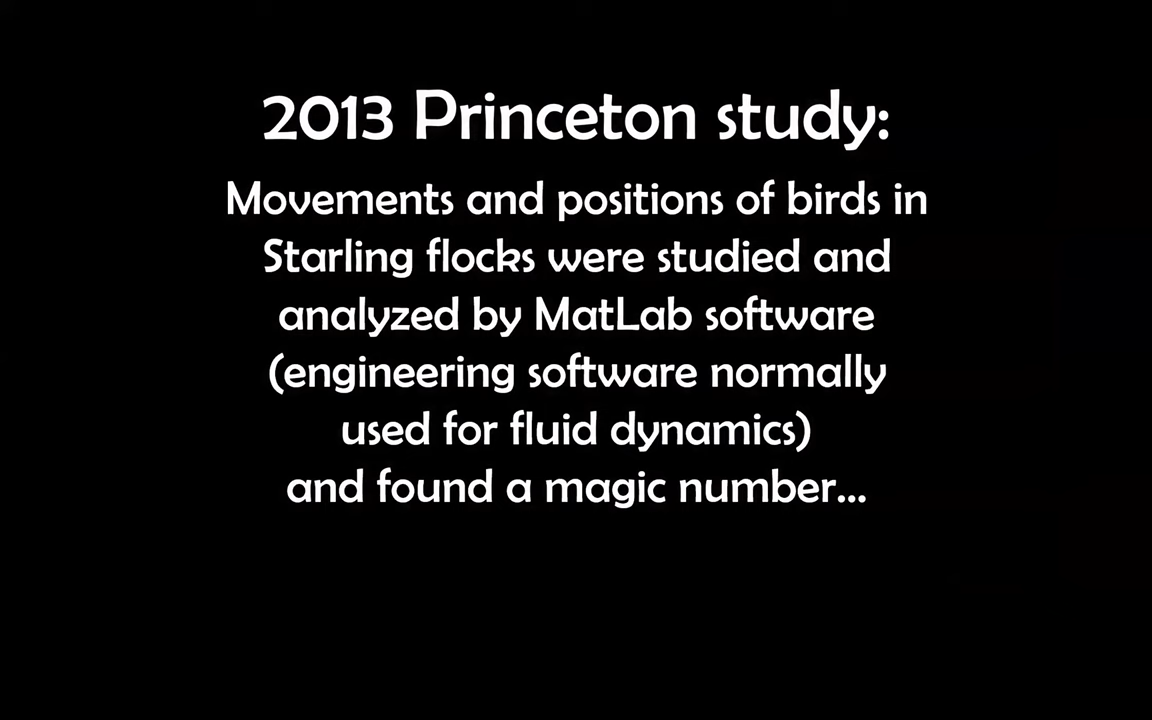 2013 Princeton study:
Movements and positions of birds in
Starling flocks were studied and
analyzed by MatLab software
(engineering software normally
used for fluid dynamics)
and found a magic number...